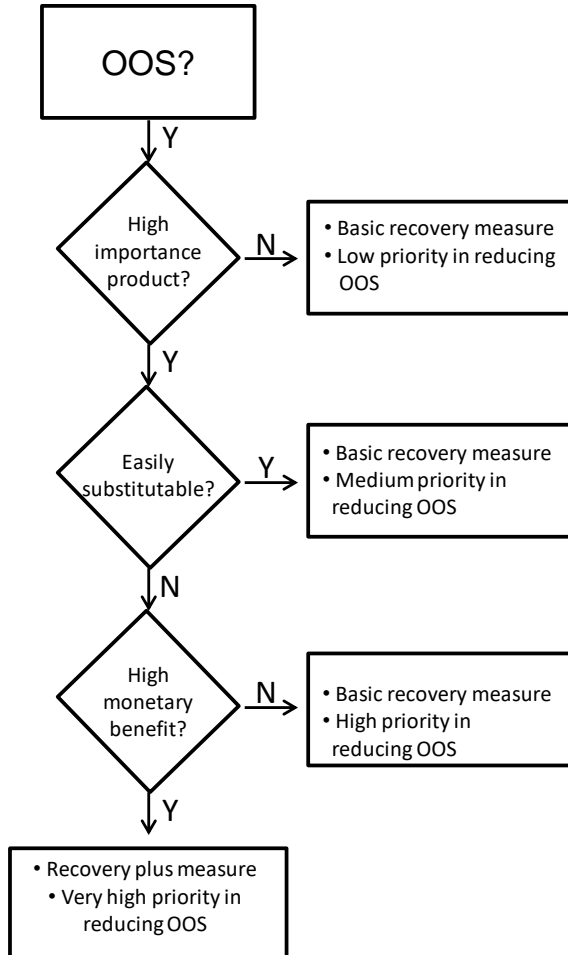 OOS?
Y
High
importance
product?
N
• Basic recovery measure
• Low priority in reducing
OOS
Y
Easily
substitutable?
Y
• Basic recovery measure
• Medium priority in
reducing OOS
N
High
monetary
benefit?
N
• Basic recovery measure
• High priority in
reducing OOS
Y
• Recovery plus measure
• Very high priority in
reducing OOS